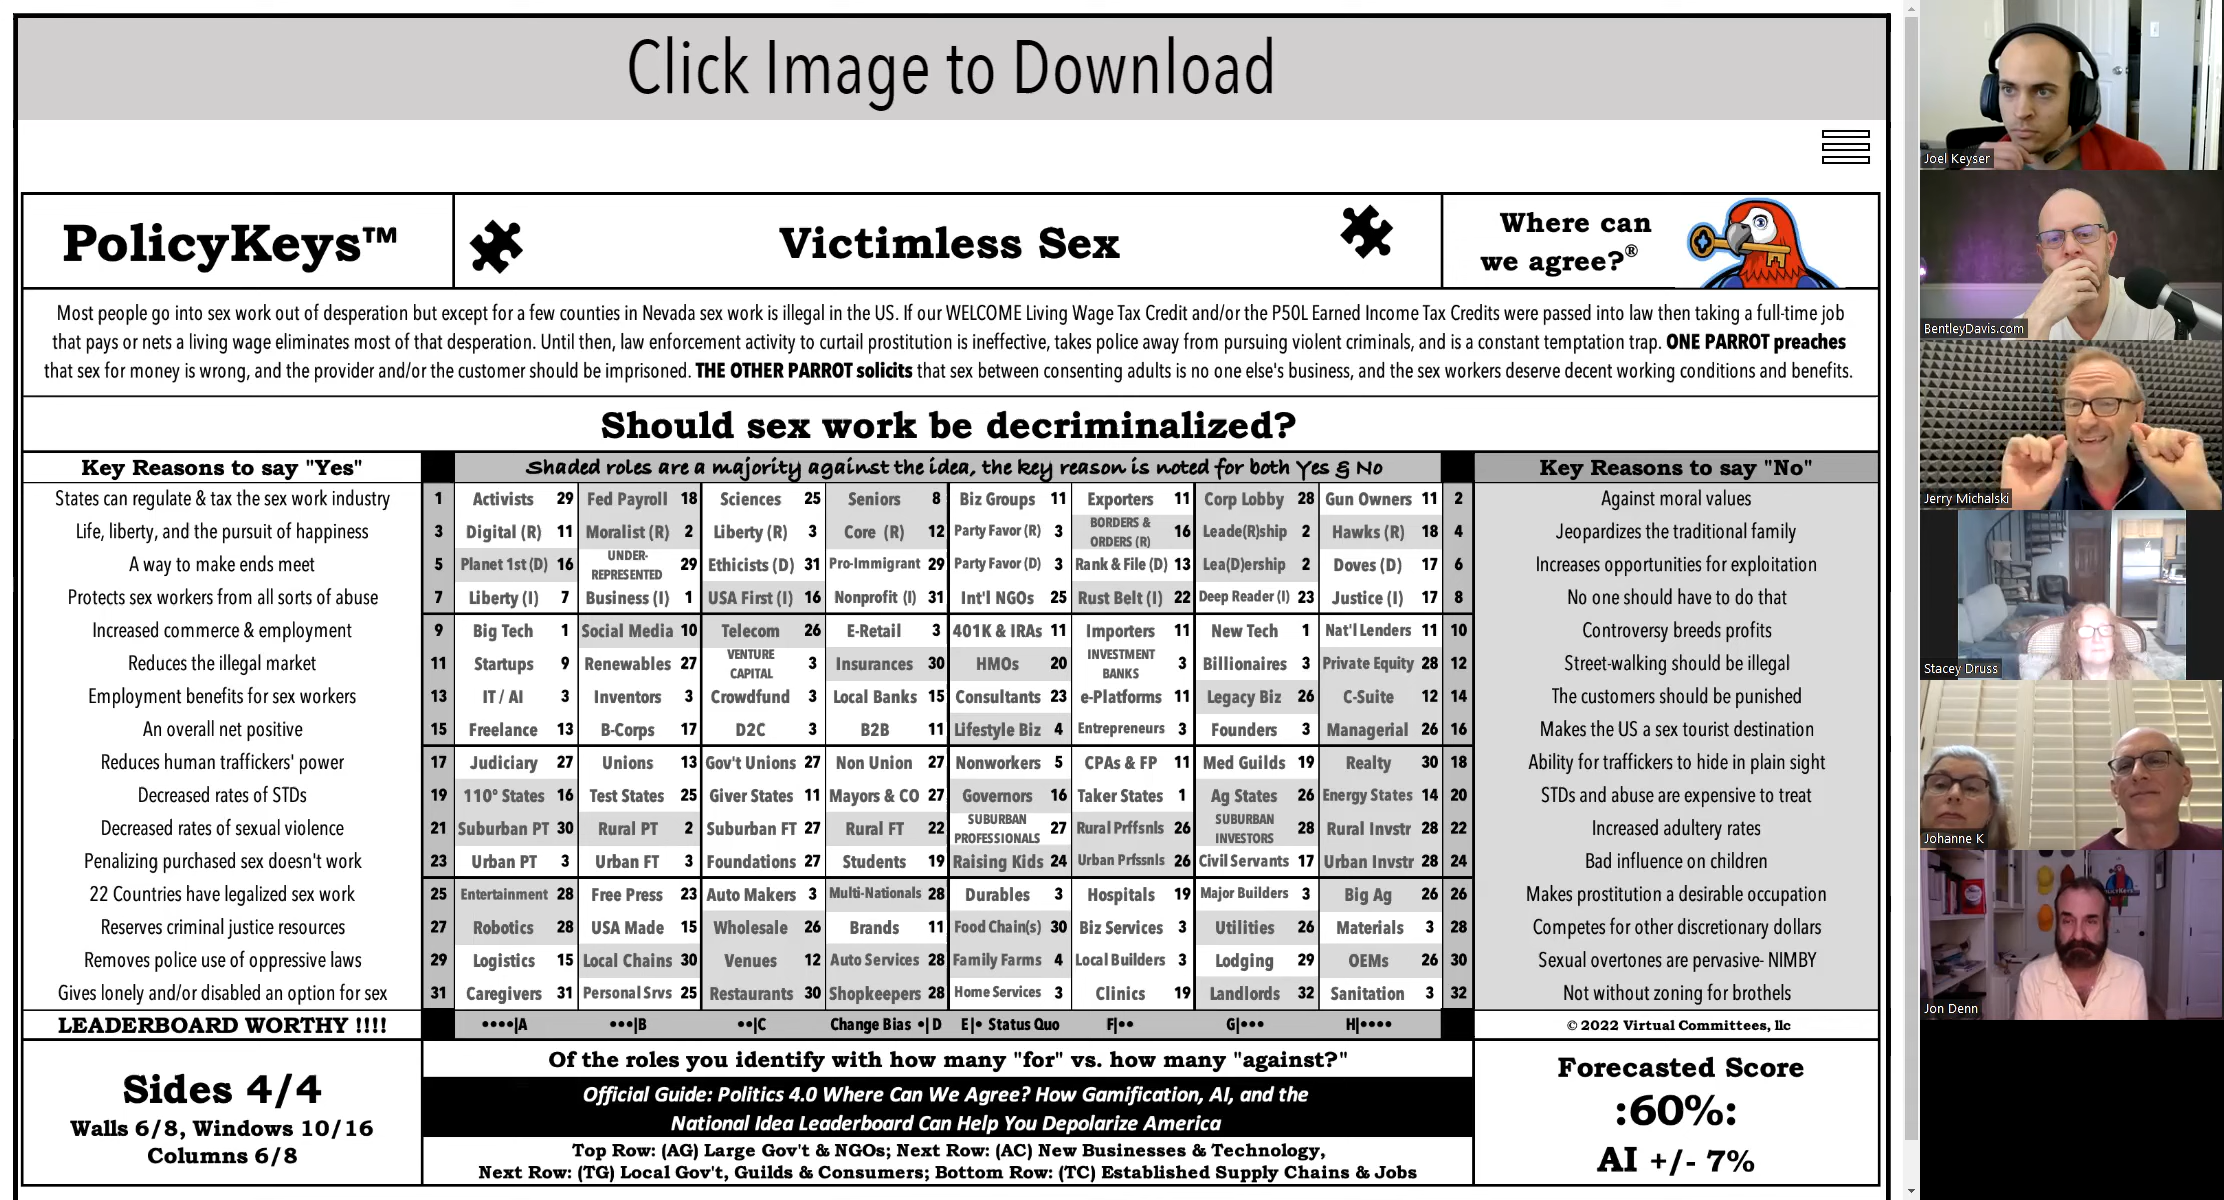 Click Image to Download
PolicyKeys™
Victimless Sex
Where can
we agree?®
Most people go into sex work out of desperation but except for a few counties in Nevada sex work is illegal in the US. If our WELCOME Living Wage Tax Credit and/or the P50L Earned Income Tax Credits were passed into law then taking a full-time job
that pays or nets a living wage eliminates most of that desperation. Until then, law enforcement activity to curtail prostitution is ineffective, takes police away from pursuing violent criminals, and is a constant temptation trap. ONE PARROT preaches
that sex for money is wrong, and the provider and/or the customer should be imprisoned. THE OTHER PARROT solicits that sex between consenting adults is no one else's business, and the sex workers deserve decent working conditions and benefits.
Should sex work be decriminalized?
Key Reasons to say "Yes" Shaded roles are a majority against the idea, the key reason is noted for both Yes & No Key Reasons to say "No"
States can regulate & tax the sex work industry 1 Activists 29 Fed Payroll 18 Sciences 25 Seniors 8 Biz Groups 11 Exporters 11 Corp Lobby 28 Gun Owners 11 2 Against moral values
Life, liberty, and the pursuit of happiness 3 Digital (R) 11 Moralist (R) 2 Liberty (R) 3 Core (R) 12 Party Favor (R) 3 BORDERS & ORDERS (R) 16 Leade(R)ship 2 Hawks (R) 18 4 Jeopardizes the traditional family
A way to make ends meet 5 Planet 1st (D) 16 UNDER-REPRESENTED 29 Ethicists (D) 31 Pro-Immigrant 29 Party Favor (D) 3 Rank & File (D) 13 Lea(D)ership 2 Doves (D) 17 6 Increases opportunities for exploitation
Protects sex workers from all sorts of abuse 7 Liberty (I) 7 Business (I) 1 USA First (I) 16 Nonprofit (I) 31 Int'l NGOs 25 Rust Belt (I) 22 Deep Reader (I) 23 Justice (I) 17 8 No one should have to do that
Increased commerce & employment 9 Big Tech 1 Social Media 10 Telecom 26 E-Retail 3 401K & IRAs 11 Importers 11 New Tech 1 Nat'l Lenders 11 10 Controversy breeds profits
Reduces the illegal market 11 Startups 9 Renewables 27 VENTURE CAPITAL 3 Insurances 30 HMOs 20 INVESTMENT BANKS 3 Billionaires 3 Private Equity 28 12 Street-walking should be illegal
Employment benefits for sex workers 13 IT / AI 3 Inventors 3 Crowdfund 3 Local Banks 15 Consultants 23 e-Platforms 11 Legacy Biz 26 C-Suite 12 14 The customers should be punished
An overall net positive 15 Freelance 13 B-Corps 17 D2C 3 B2B 11 Lifestyle Biz 4 Entrepreneurs 3 Founders 3 Managerial 26 16 Makes the US a sex tourist destination
Reduces human traffickers' power 17 Judiciary 27 Unions 13 Gov't Unions 27 Non Union 27 Nonworkers 5 CPAs & FP 11 Med Guilds 19 Realty 30 18 Ability for traffickers to hide in plain sight
Decreased rates of STDs 19 110° States 16 Test States 25 Giver States 11 Mayors & CO 27 Governors 16 Taker States 1 Ag States 26 Energy States 14 20 STDs and abuse are expensive to treat
Decreased rates of sexual violence 21 Suburban PT 30 Rural PT 2 Suburban FT 27 Rural FT 22 SUBURBAN PROFESSIONALS 27 Rural Prffsnls 26 SUBURBAN INVESTORS 28 Rural Invstr 28 22 Increased adultery rates
Penalizing purchased sex doesn't work 23 Urban PT 3 Urban FT 3 Foundations 27 Students 19 Raising Kids 24 Urban Prfssnls 26 Civil Servants 17 Urban Invstr 28 24 Bad influence on children
22 Countries have legalized sex work 25 Entertainment 28 Free Press 23 Auto Makers 3 Multi-Nationals 28 Durables 3 Hospitals 19 Major Builders 3 Big Ag 26 26 Makes prostitution a desirable occupation
Reserves criminal justice resources 27 Robotics 28 USA Made 15 Wholesale 26 Brands 11 Food Chain(s) 30 Biz Services 3 Utilities 26 Materials 3 28 Competes for other discretionary dollars
Removes police use of oppressive laws 29 Logistics 15 Local Chains 30 Venues 12 Auto Services 28 Family Farms 4 Local Builders 3 Lodging 29 OEMs 26 30 Sexual overtones are pervasive- NIMBY
Gives lonely and/or disabled an option for sex 31 Caregivers 31 Personal Srvs 25 Restaurants 30 Shopkeepers 28 Home Services 3 Clinics 19 Landlords 32 Sanitation 3 32 Not without zoning for brothels
LEADERBOARD WORTHY !!!! ••••|A •••|B ••|C Change Bias •|D E|• Status Quo F|•• G|••• H|•••• © 2022 Virtual Committees, llc
Sides 4/4
Walls 6/8, Windows 10/16
Columns 6/8
Of the roles you identify with how many "for" vs. how many "against?"
Official Guide: Politics 4.0 Where Can We Agree? How Gamification, AI, and the
National Idea Leaderboard Can Help You Depolarize America
Top Row: (AG) Large Gov't & NGOs; Next Row: (AC) New Businesses & Technology,
Next Row: (TG) Local Gov't, Guilds & Consumers; Bottom Row: (TC) Established Supply Chains & Jobs
Forecasted Score
:60%:
AI +/- 7%
Joel Keyser
BentleyDavis.com
Jerry Michalski
Stacey Druss
Johanne K
Jon Denn